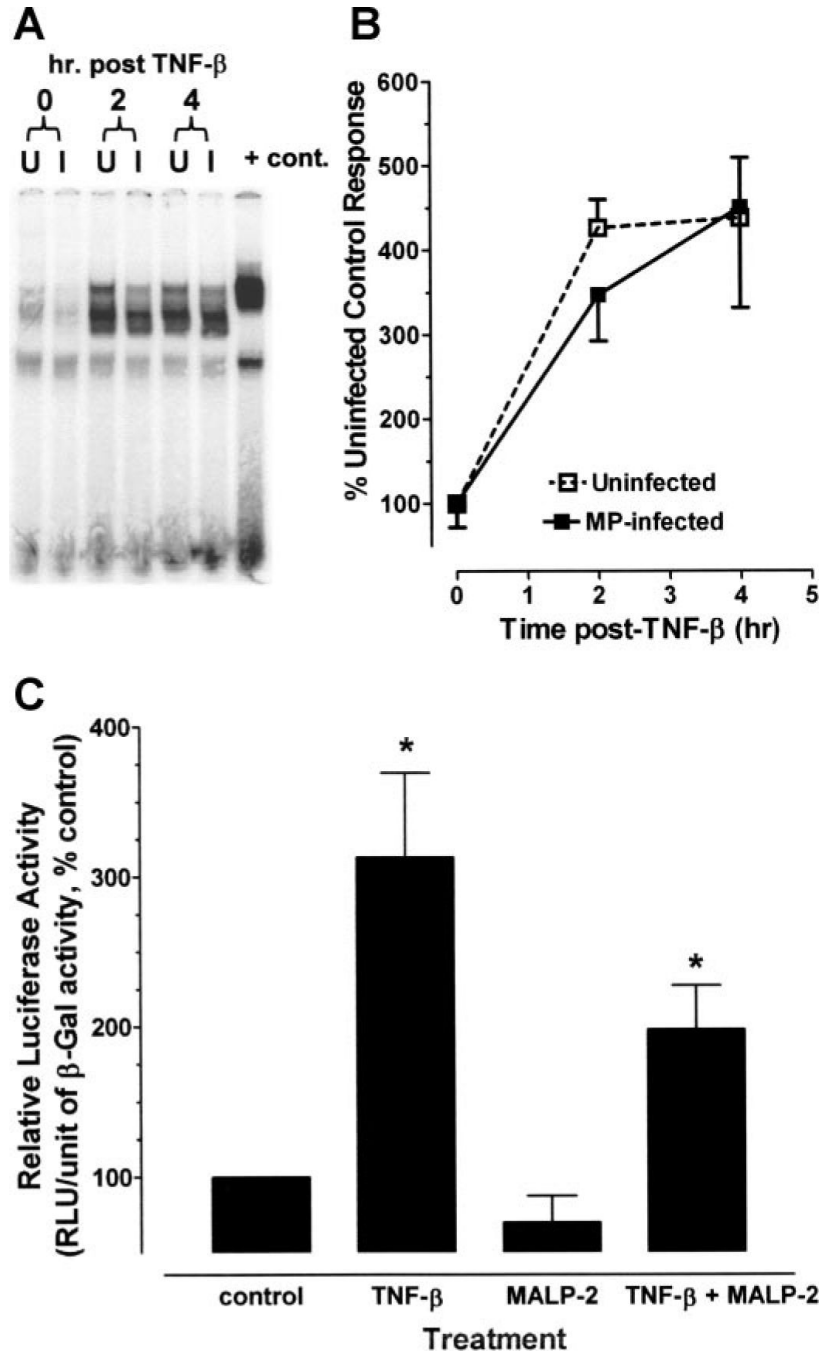 A
hr. post TNF-β
0 2 4
U I U I U I + cont.
B
% Uninfected Control Response
600
500
400
300
200
100
Uninfected
MP-infected
0 1 2 3 4 5
Time post-TNF-β (hr)
C
Relative Luciferase Activity
(RLU/unit of β-Gal activity, % control)
400
300
200
100
*
*
control TNF-β MALP-2 TNF-β + MALP-2
Treatment